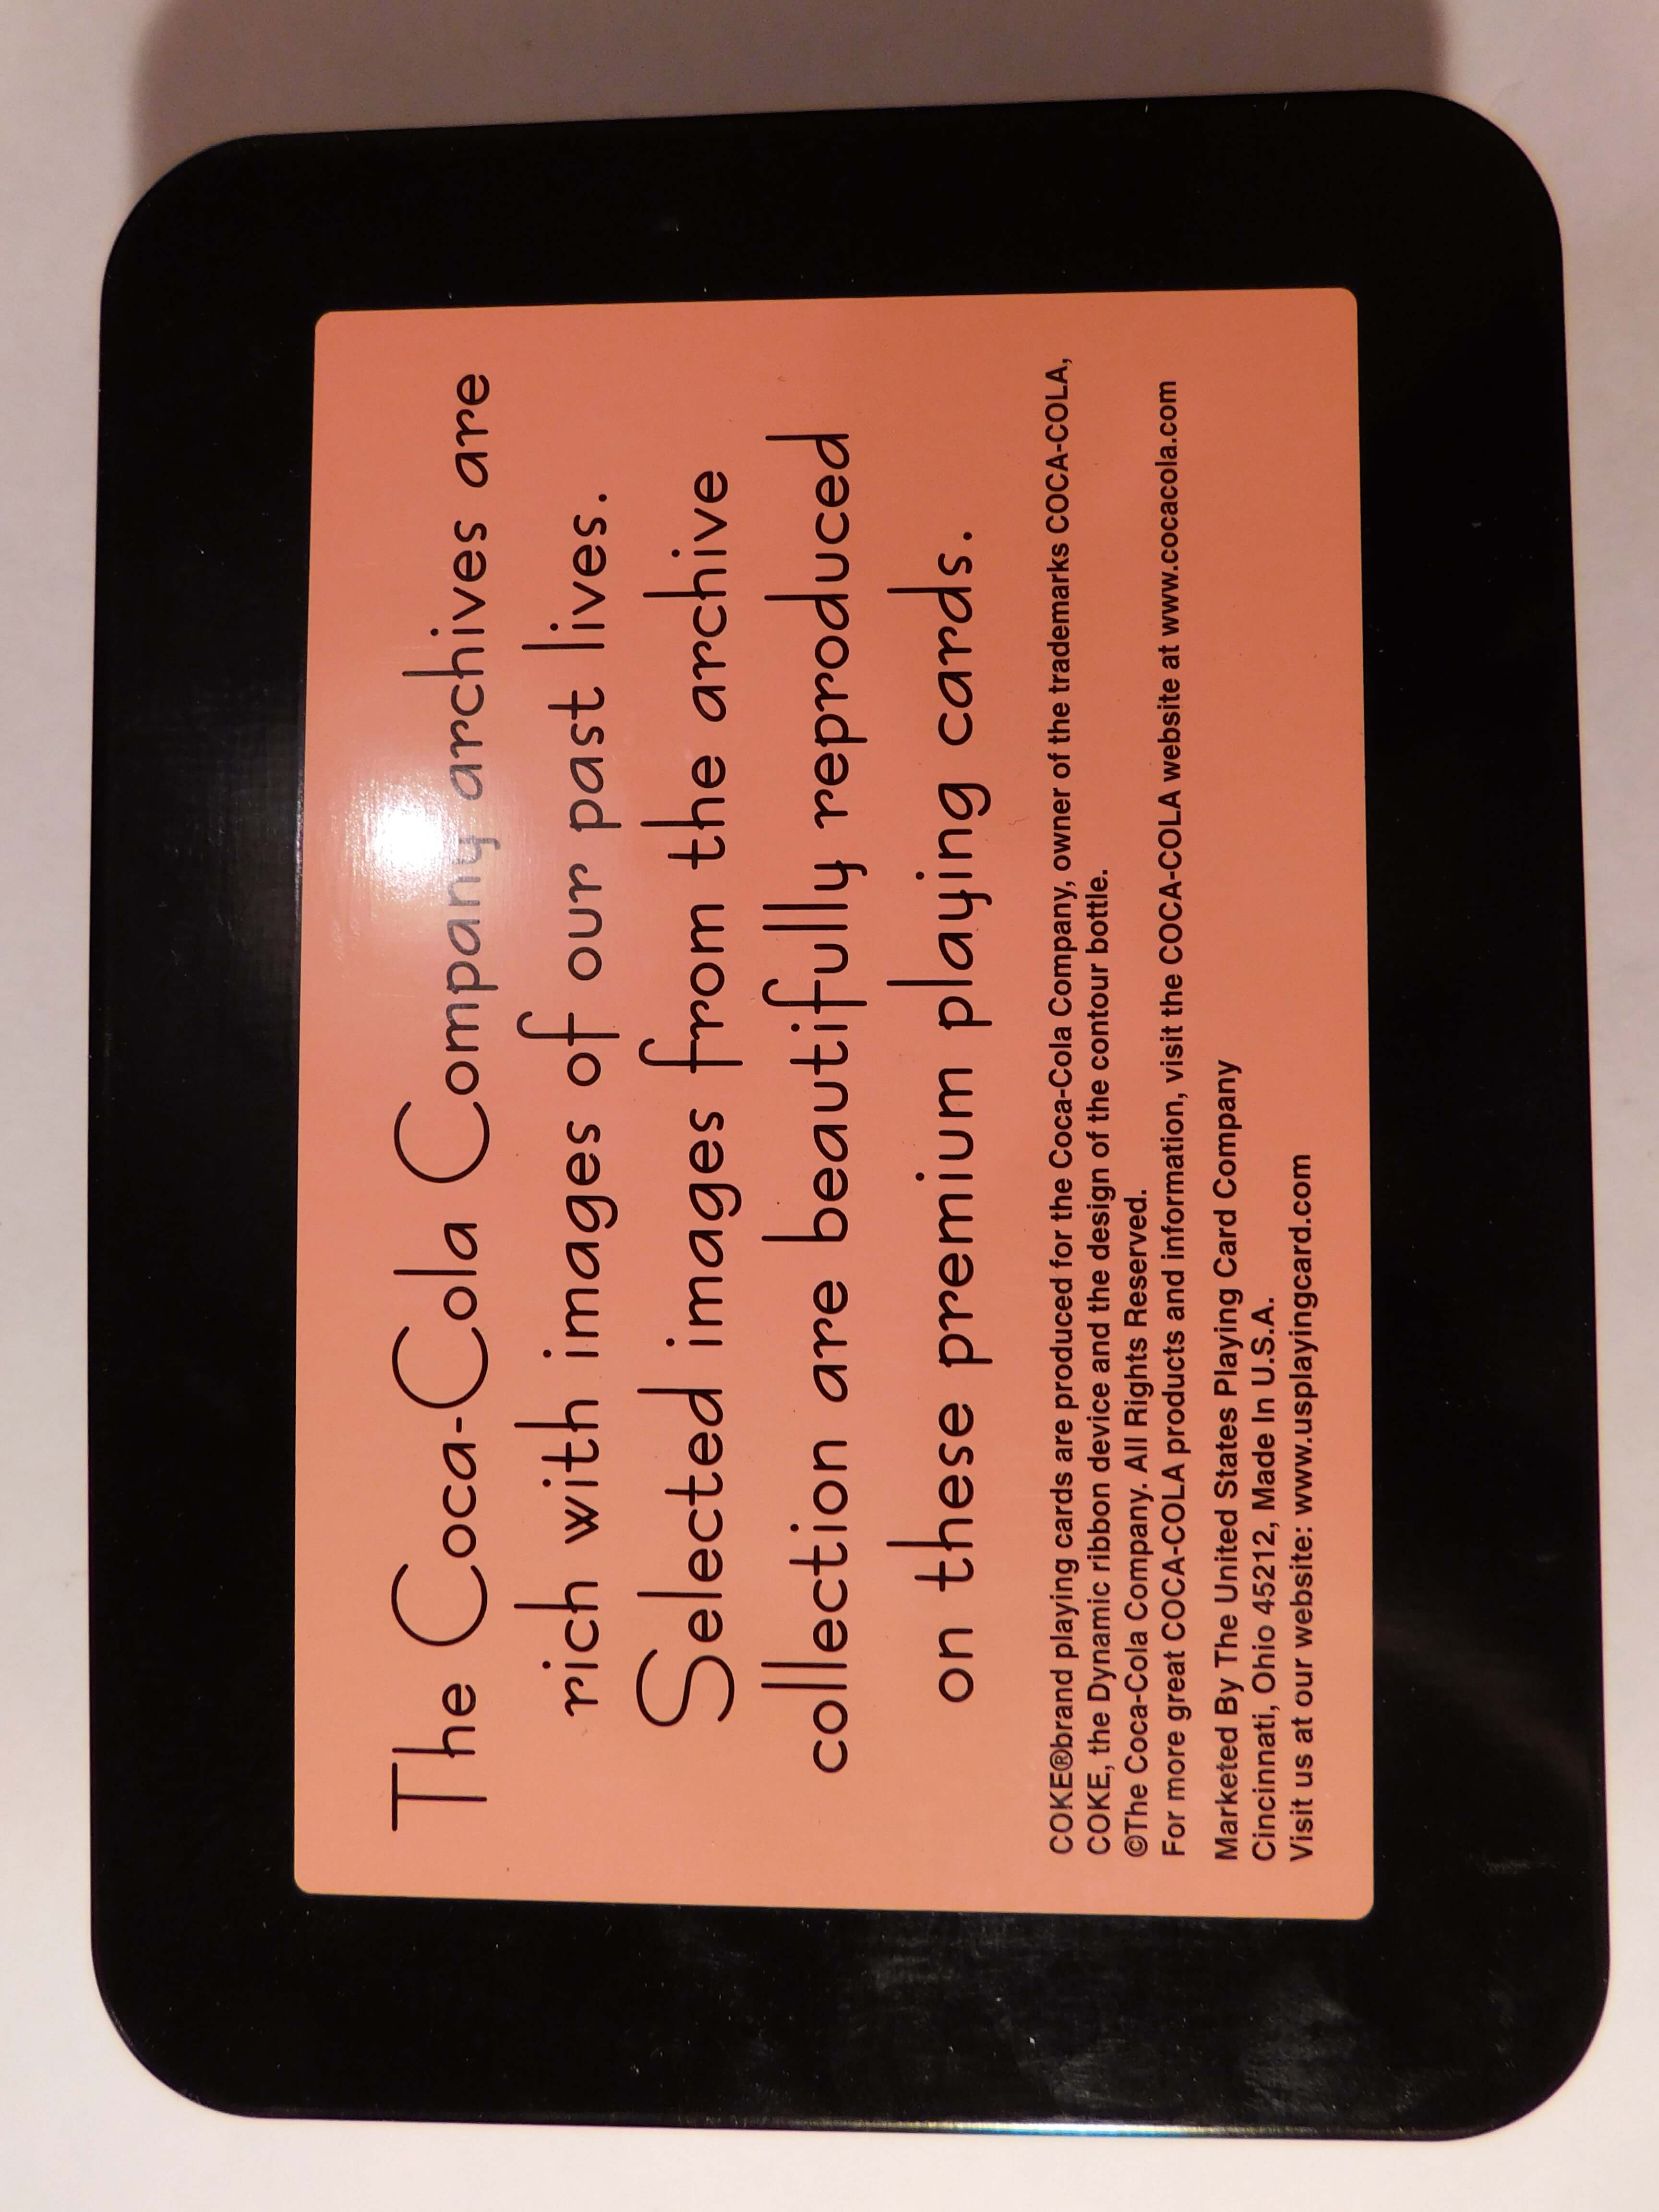 The Coca-Cola Company archives are
rich with images of our past lives.
Selected images from the archive
collection are beautifully reproduced
on these premium playing cards.
COKE®brand playing cards are produced for the Coca-Cola Company, owner of the trademarks COCA-COLA,
COKE, the Dynamic ribbon device and the design of the contour bottle.
©The Coca-Cola Company. All Rights Reserved.
For more great COCA-COLA products and information, visit the COCA-COLA website at www.cocacola.com
Marketed By The United States Playing Card Company
Cincinnati, Ohio 45212, Made In U.S.A.
Visit us at our website: www.usplayingcard.com